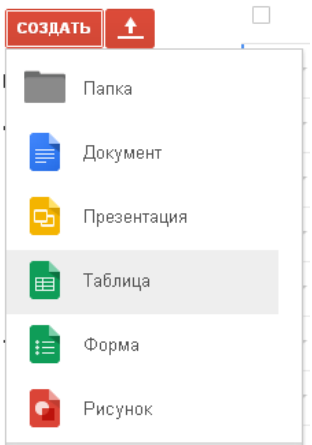 СОЗДАТЬ
Папка
Документ
Презентация
Таблица
Форма
Рисунок